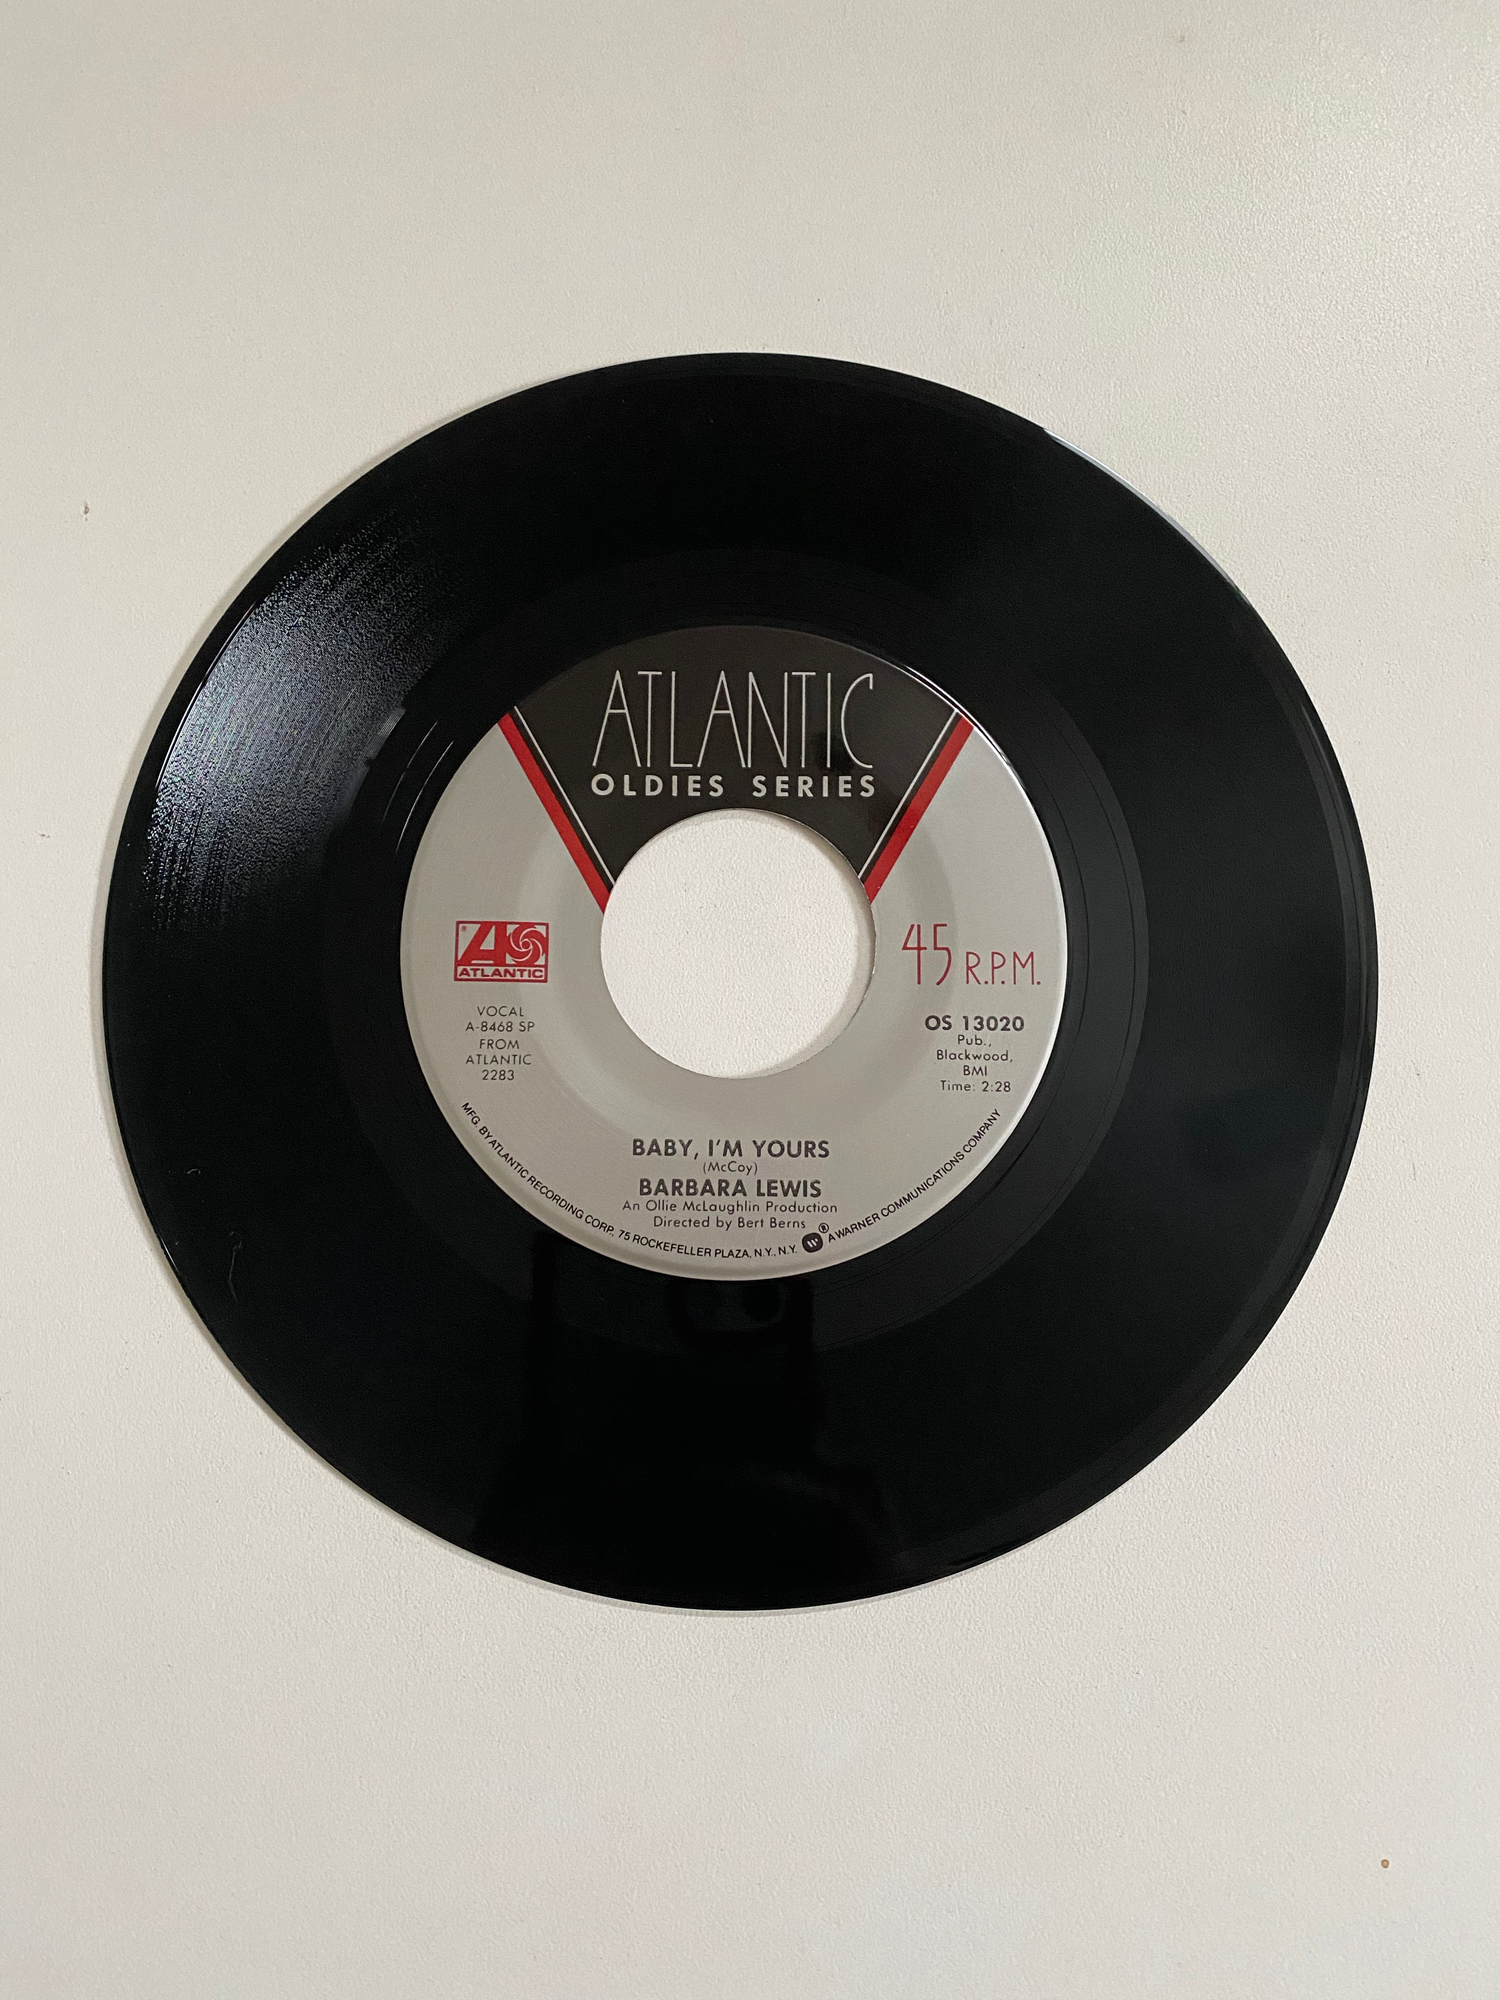 ATLANTIC
OLDIES SERIES
ATLANTIC
VOCAL
A-8468 SP
FROM
ATLANTIC
2283
45 R.P.M.
OS 13020
Pub.,
Blackwood,
BMI
Time: 2:28
BABY, I'M YOURS
(McCoy)
BARBARA LEWIS
An Ollie McLaughlin Production
Directed by Bert Berns
MFG. BY ATLANTIC RECORDING CORP., 75 ROCKEFELLER PLAZA, N.Y., N.Y. ® A WARNER COMMUNICATIONS COMPANY